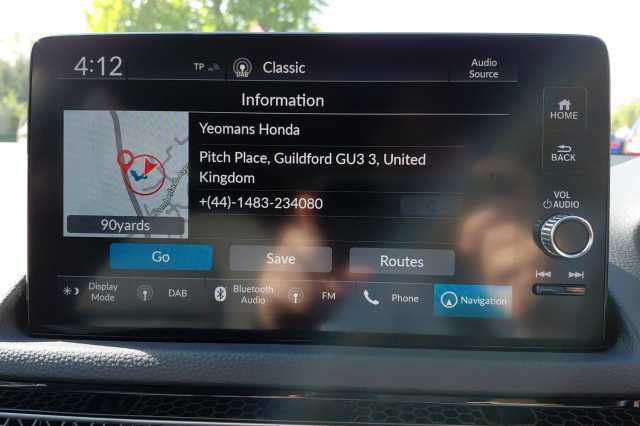 4:12
TP
DAB
Classic
Audio
Source
Information
Yeomans Honda
Pitch Place, Guildford GU3 3, United
Kingdom
+(44)-1483-234080
90yards
Go
Save
Routes
Display
Mode
DAB
Bluetooth
Audio
FM
Phone
Navigation
HOME
BACK
VOL
AUDIO